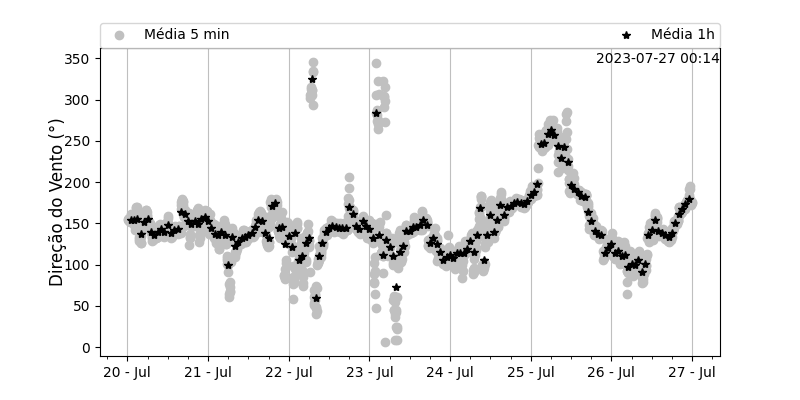 Média 5 min
Média 1h
2023-07-27 00:14
Direção do Vento (°)
350
300
250
200
150
100
50
0
20 - Jul
21 - Jul
22 - Jul
23 - Jul
24 - Jul
25 - Jul
26 - Jul
27 - Jul